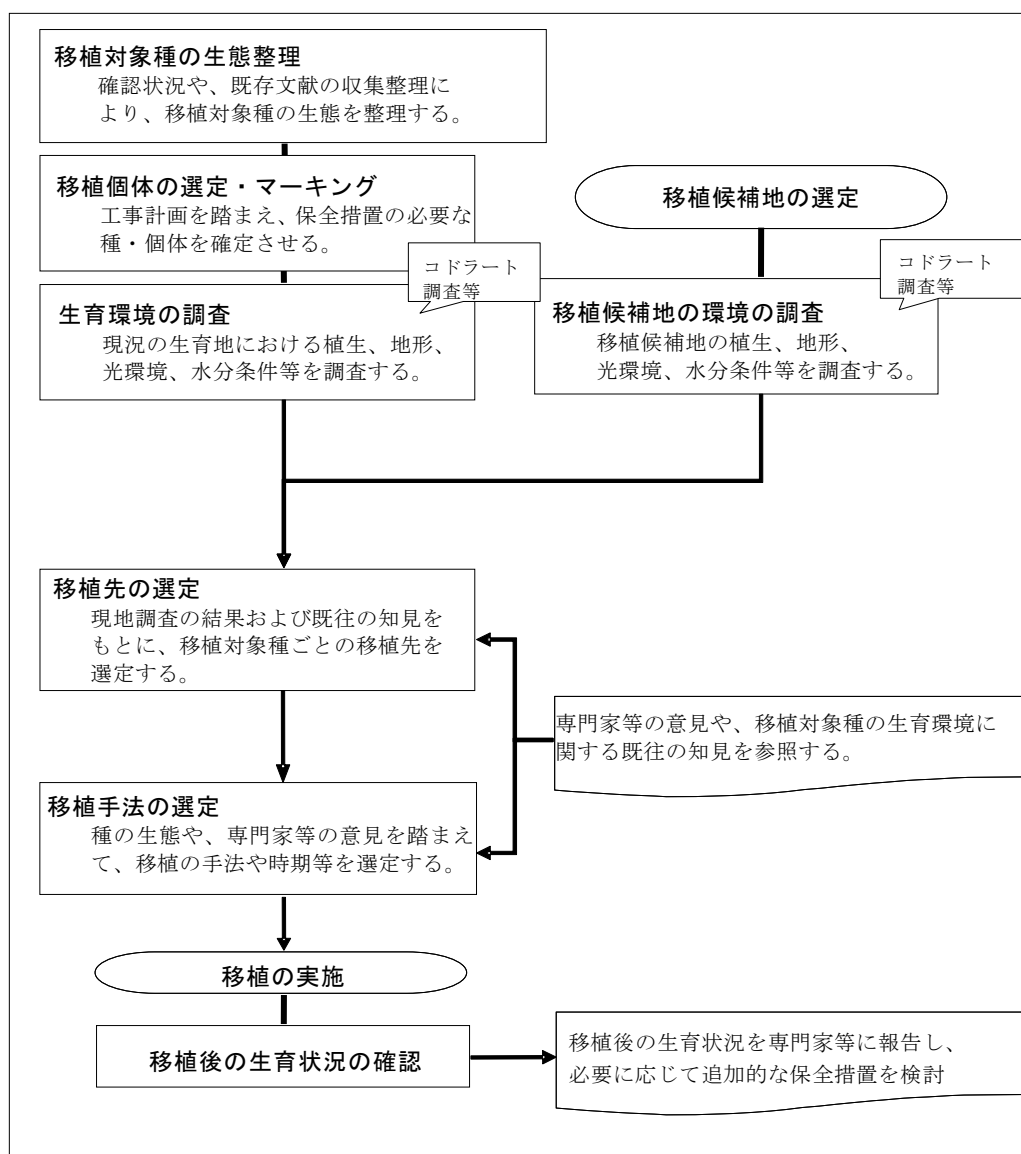 移植対象種の生態整理
確認状況や、既存文献の収集整理に
より、移植対象種の生態を整理する。
移植個体の選定・マーキング
工事計画を踏まえ、保全措置の必要な
種・個体を確定させる。
コドラート
調査等
生育環境の調査
現況の生育地における植生、地形、
光環境、水分条件等を調査する。
移植候補地の選定
コドラート
調査等
移植候補地の環境の調査
移植候補地の植生、地形、
光環境、水分条件等を調査する。
移植先の選定
現地調査の結果および既往の知見を
もとに、移植対象種ごとの移植先を
選定する。
専門家等の意見や、移植対象種の生育環境に
関する既往の知見を参照する。
移植手法の選定
種の生態や、専門家等の意見を踏まえ
て、移植の手法や時期等を選定する。
移植の実施
移植後の生育状況の確認
移植後の生育状況を専門家等に報告し、
必要に応じて追加的な保全措置を検討